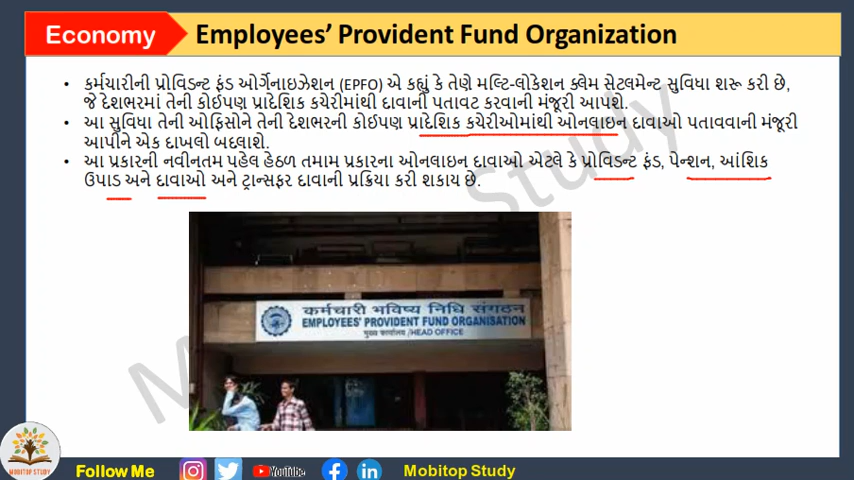 Economy
Employees’ Provident Fund Organization
• કર્મચારીની પ્રોવિડન્ટ ફંડ ઓર્ગેનાઇઝેશન (EPFO) એ કહ્યું કે તેણે મલ્ટિ-લોકેશન ક્લેમ સેટલમેન્ટ સુવિધા શરૂ કરી છે,
જે દેશભરમાં તેની કોઈપણ પ્રાદેશિક કચેરીમાંથી દાવાની પતાવટ કરવાની મંજૂરી આપશે.
• આ સુવિધા તેની ઓફિસોને તેની દેશભરની કોઈપણ પ્રાદેશિક કચેરીઓમાંથી ઓનલાઇન દાવાઓ પતાવવાની મંજૂરી
આપીને એક દાખલો બદલાશે.
• આ પ્રકારની નવીનતમ પહેલ હેઠળ તમામ પ્રકારના ઓનલાઇન દાવાઓ એટલે કે પ્રોવિડન્ટ ફંડ, પેન્શન, આંશિક
ઉપાડ અને દાવાઓ અને ટ્રાન્સફર દાવાની પ્રક્રિયા કરી શકાય છે.
कर्मचारी भविष्य निधि संगठन
EMPLOYEES' PROVIDENT FUND ORGANISATION
मुख्य कार्यालय/HEAD OFFICE
Study
MOBITOP STUDY
Follow Me
YouTube
Mobitop Study